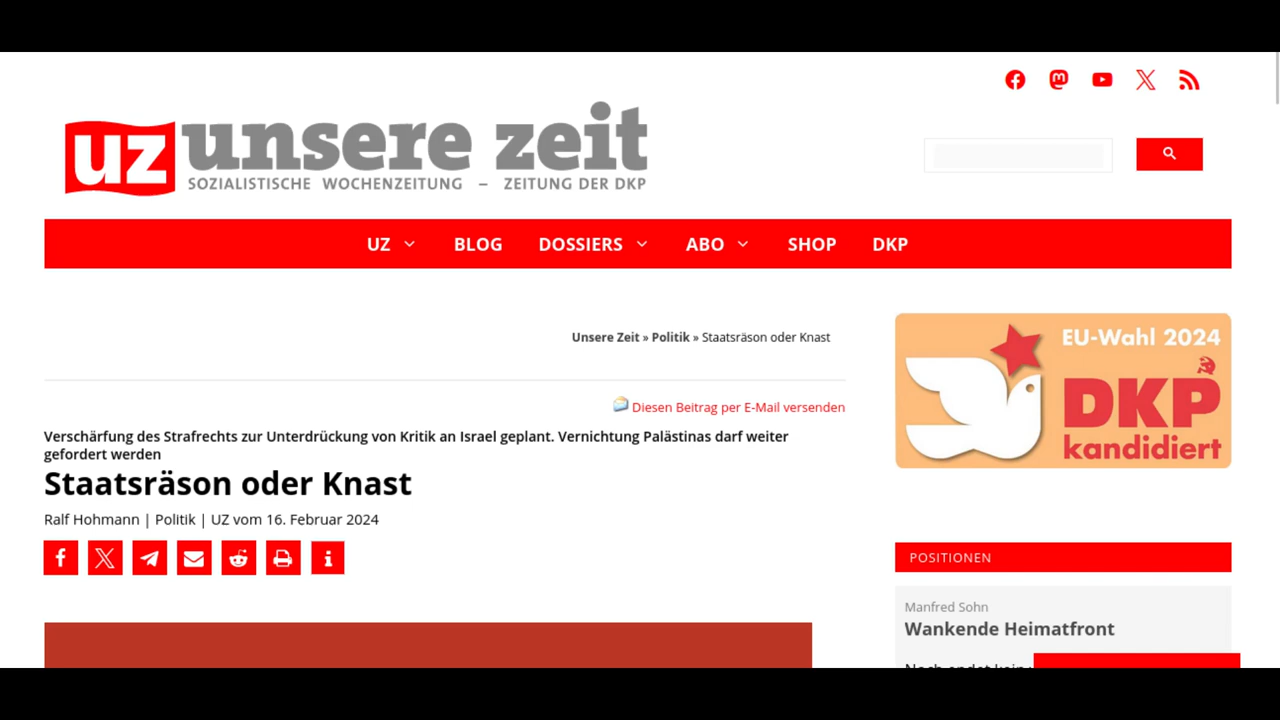 uz unsere zeit
SOZIALISTISCHE WOCHENZEITUNG – ZEITUNG DER DKP
UZ BLOG DOSSIERS ABO SHOP DKP
Unsere Zeit » Politik » Staatsräson oder Knast
Diesen Beitrag per E-Mail versenden
Verschärfung des Strafrechts zur Unterdrückung von Kritik an Israel geplant. Vernichtung Palästinas darf weiter
gefordert werden
Staatsräson oder Knast
Ralf Hohmann | Politik | UZ vom 16. Februar 2024
EU-Wahl 2024
DKP
kandidiert
POSITIONEN
Manfred Sohn
Wankende Heimatfront